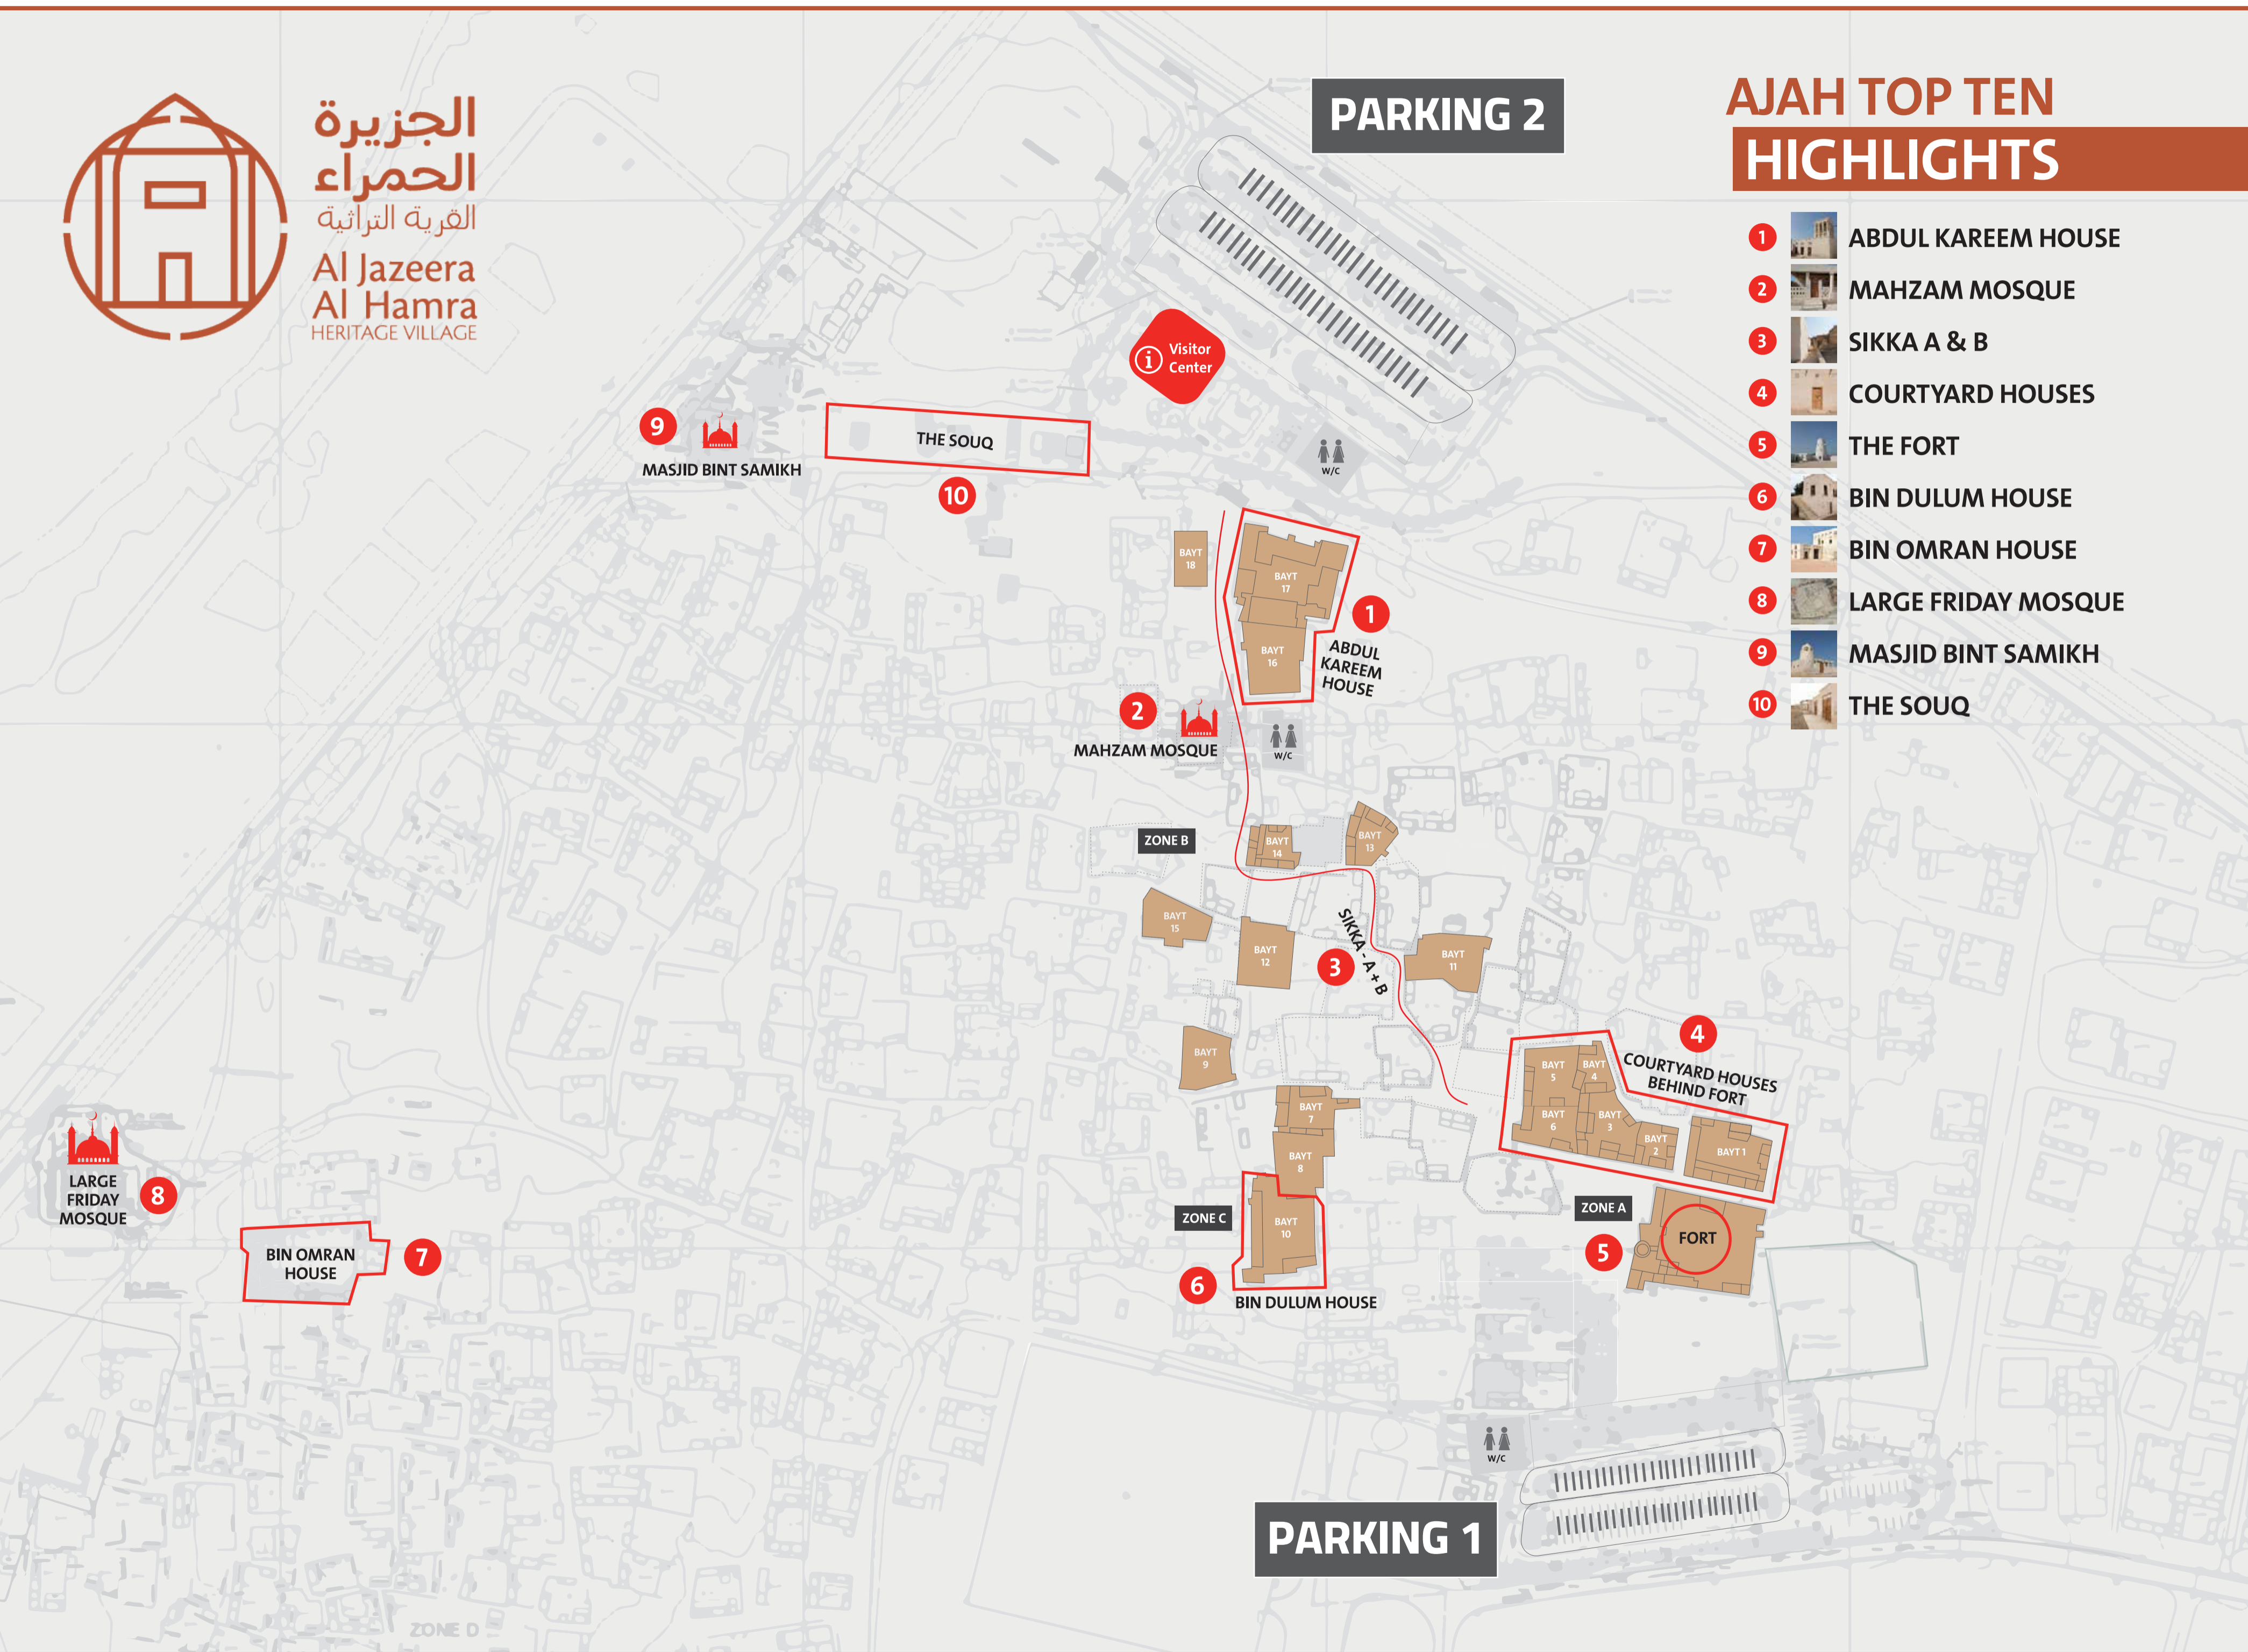 الجزيرة
الحمراء
القرية التراثية
Al Jazeera
Al Hamra
HERITAGE VILLAGE
PARKING 2
AJAH TOP TEN
HIGHLIGHTS
1 ABDUL KAREEM HOUSE
2 MAHZAM MOSQUE
3 SIKKA A & B
4 COURTYARD HOUSES
5 THE FORT
6 BIN DULUM HOUSE
7 BIN OMRAN HOUSE
8 LARGE FRIDAY MOSQUE
9 MASJID BINT SAMIKH
10 THE SOUQ
i Visitor
Center
9
MASJID BINT SAMIKH
THE SOUQ
10
W/C
BAYT
18
BAYT
17
BAYT
16
1
ABDUL
KAREEM
HOUSE
2
MAHZAM MOSQUE
W/C
ZONE B
BAYT
14
BAYT
13
BAYT
15
BAYT
12
3
SIKKA - A + B
BAYT
11
BAYT
9
4
COURTYARD HOUSES
BEHIND FORT
BAYT
5
BAYT
4
BAYT
6
BAYT
3
BAYT
2
BAYT 1
BAYT
7
BAYT
8
ZONE C
BAYT
10
6
BIN DULUM HOUSE
ZONE A
5
FORT
LARGE
FRIDAY
MOSQUE
8
BIN OMRAN
HOUSE
7
W/C
PARKING 1
ZONE D